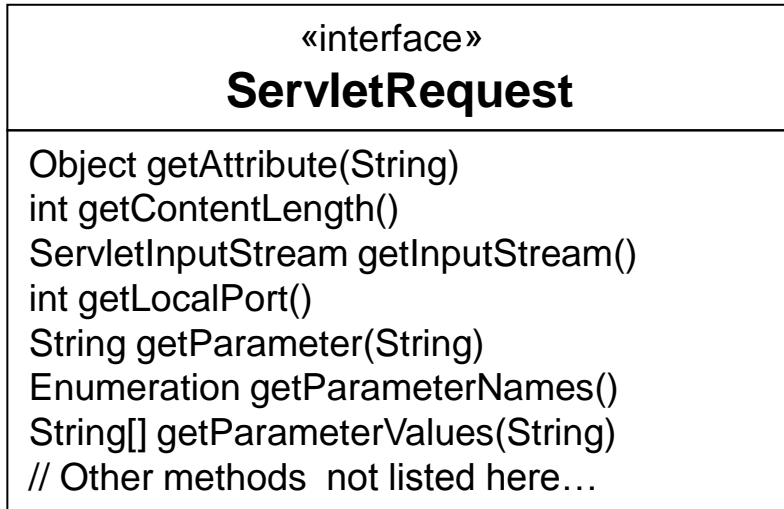 «interface»
ServletRequest
Object getAttribute(String)
int getContentLength()
ServletInputStream getInputStream()
int getLocalPort()
String getParameter(String)
Enumeration getParameterNames()
String[] getParameterValues(String)
// Other methods  not listed here…